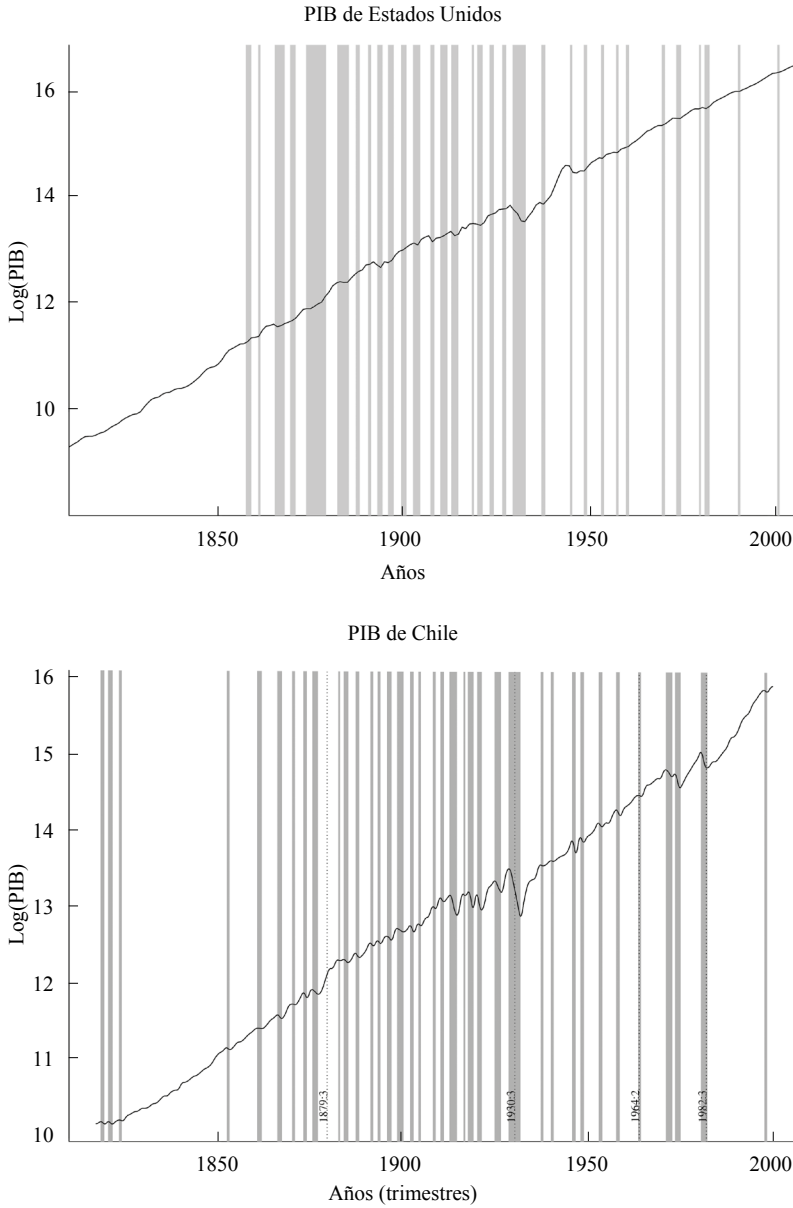 PIB de Estados Unidos
16
14
12
10
Log(PIB)
1850 1900 1950 2000
Años
PIB de Chile
16
15
14
13
12
11
10
Log(PIB)
1879:3 1930:3 1964:2 1982:3
1850 1900 1950 2000
Años (trimestres)